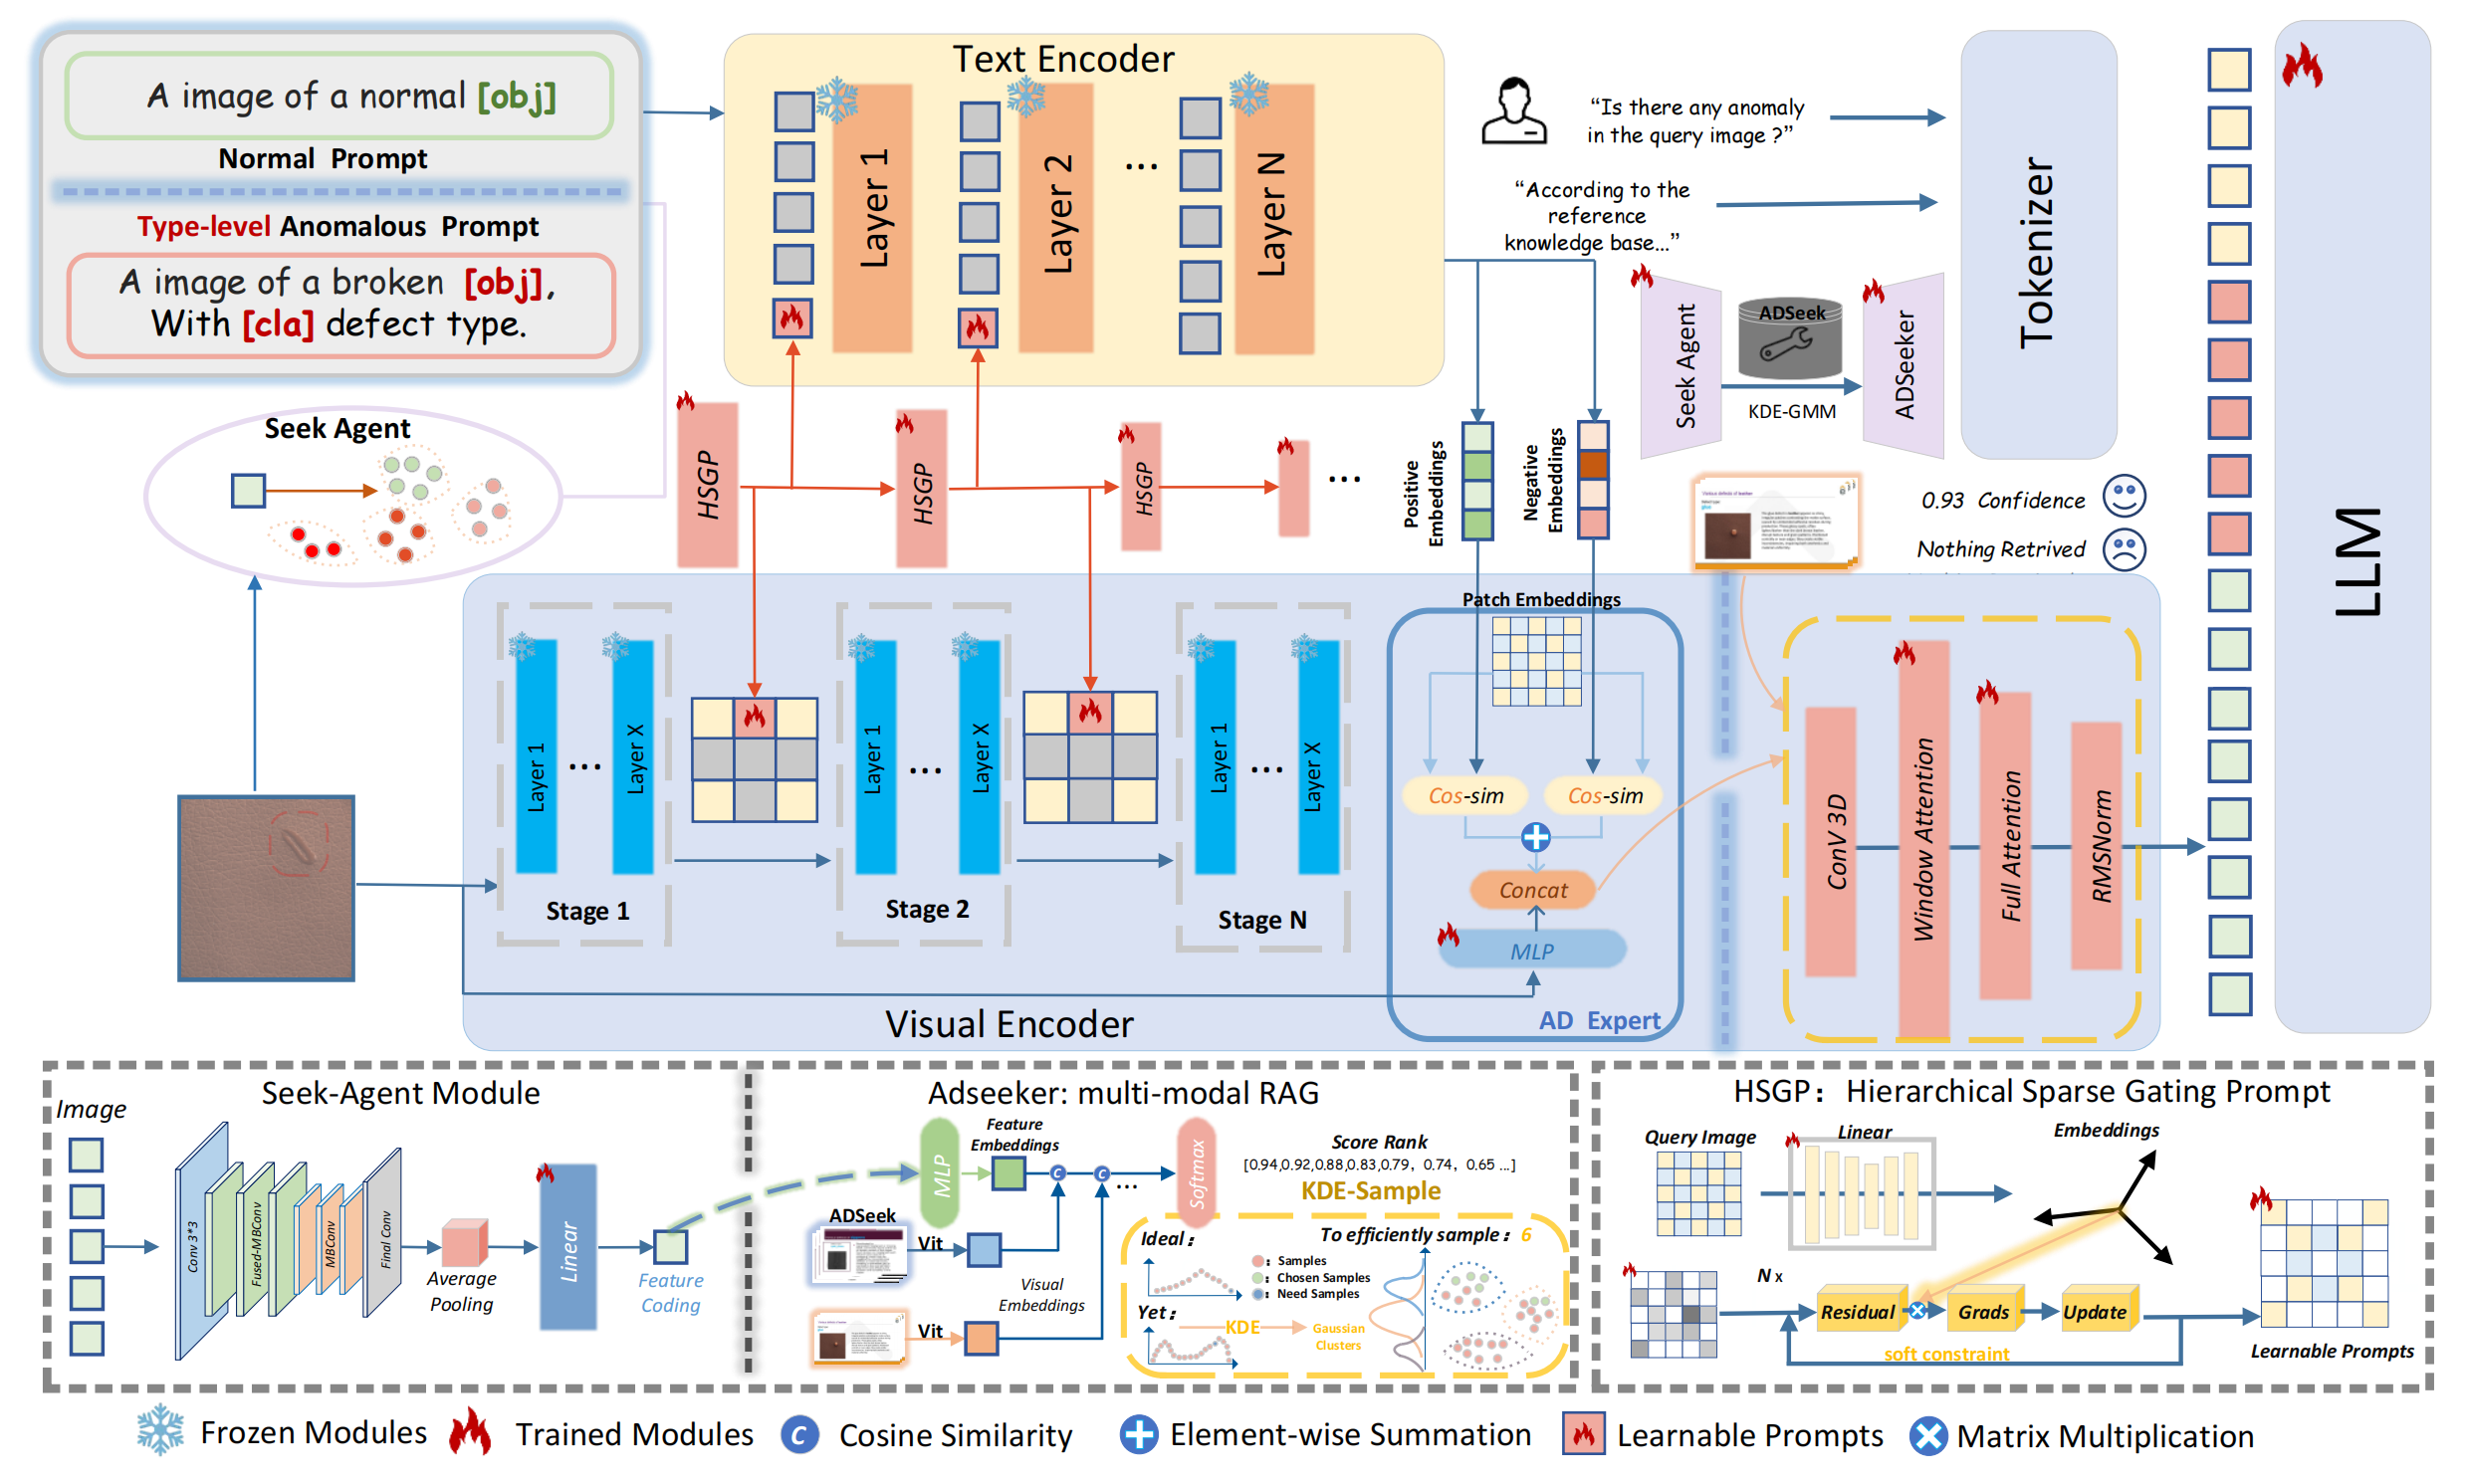 A image of a normal [obj]
Normal Prompt
Type-level Anomalous Prompt
A image of a broken [obj],
With [cla] defect type.
Text Encoder
Layer 1
Layer 2
...
Layer N
“Is there any anomaly
in the query image ?”
“According to the
reference
knowledge base...”
Tokenizer
LLM
Seek Agent
ADSeek
KDE-GMM
ADSeeker
Seek Agent
HSGP
HSGP
HSGP
...
Positive
Embeddings
Negative
Embeddings
0.93 Confidence
Nothing Retrived
Layer 1
...
Layer X
Stage 1
Layer 1
...
Layer X
Stage 2
Layer 1
...
Layer X
Stage N
Visual Encoder
Patch Embeddings
Cos-sim
Cos-sim
Concat
MLP
AD Expert
ConV 3D
Window Attention
Full Attention
RMSNorm
Seek-Agent Module
Image
Conv 3*3
Fused-MBConv
MBConv
Final Conv
Average
Pooling
Linear
Feature
Coding
Adseeker: multi-modal RAG
MLP
Feature
Embeddings
C
C
...
Softmax
ADSeek
Vit
Vit
Visual
Embeddings
Score Rank
[0.94,0.92,0.88,0.83,0.79, 0.74, 0.65 ...]
KDE-Sample
Ideal:
To efficiently sample: 6
: Samples
: Chosen Samples
: Need Samples
Yet:
KDE
Gaussian
Clusters
HSGP: Hierarchical Sparse Gating Prompt
Query Image
Linear
Embeddings
N x
Residual
Grads
Update
soft constraint
Learnable Prompts
Frozen Modules
Trained Modules
C
Cosine Similarity
Element-wise Summation
Learnable Prompts
Matrix Multiplication